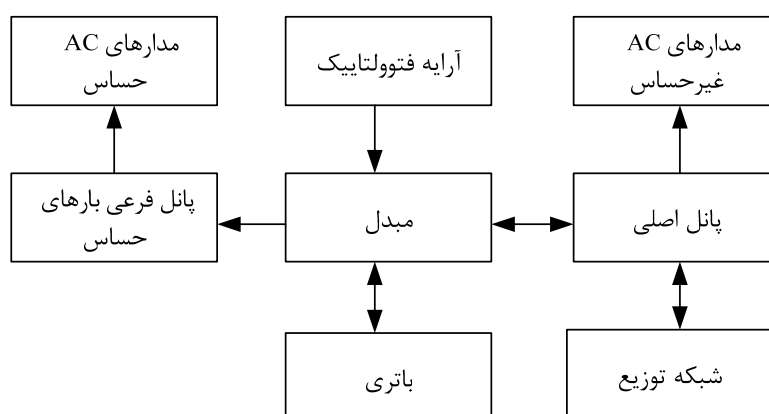 مدارهای AC
غیرحساس
آرایه فتوولتاییک
مدارهای AC
حساس
پانل اصلی
مبدل
پانل فرعی بارهای
حساس
شبکه توزیع
باتری